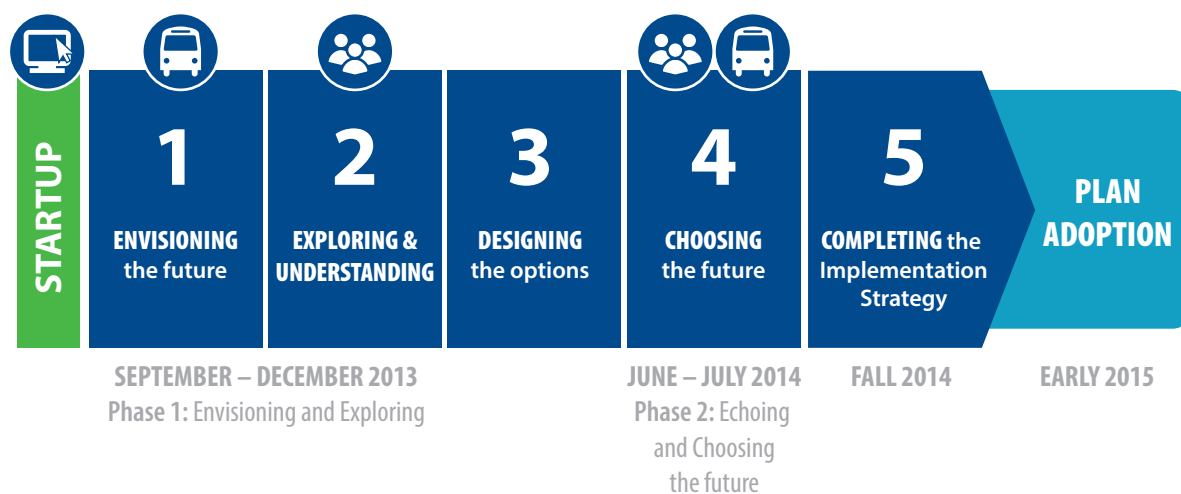 STARTUP
1
ENVISIONING
the future
2
EXPLORING &
UNDERSTANDING
3
DESIGNING
the options
4
CHOOSING
the future
5
COMPLETING the
Implementation
Strategy
PLAN
ADOPTION
SEPTEMBER – DECEMBER 2013
Phase 1: Envisioning and Exploring
JUNE – JULY 2014
Phase 2: Echoing
and Choosing
the future
FALL 2014
EARLY 2015